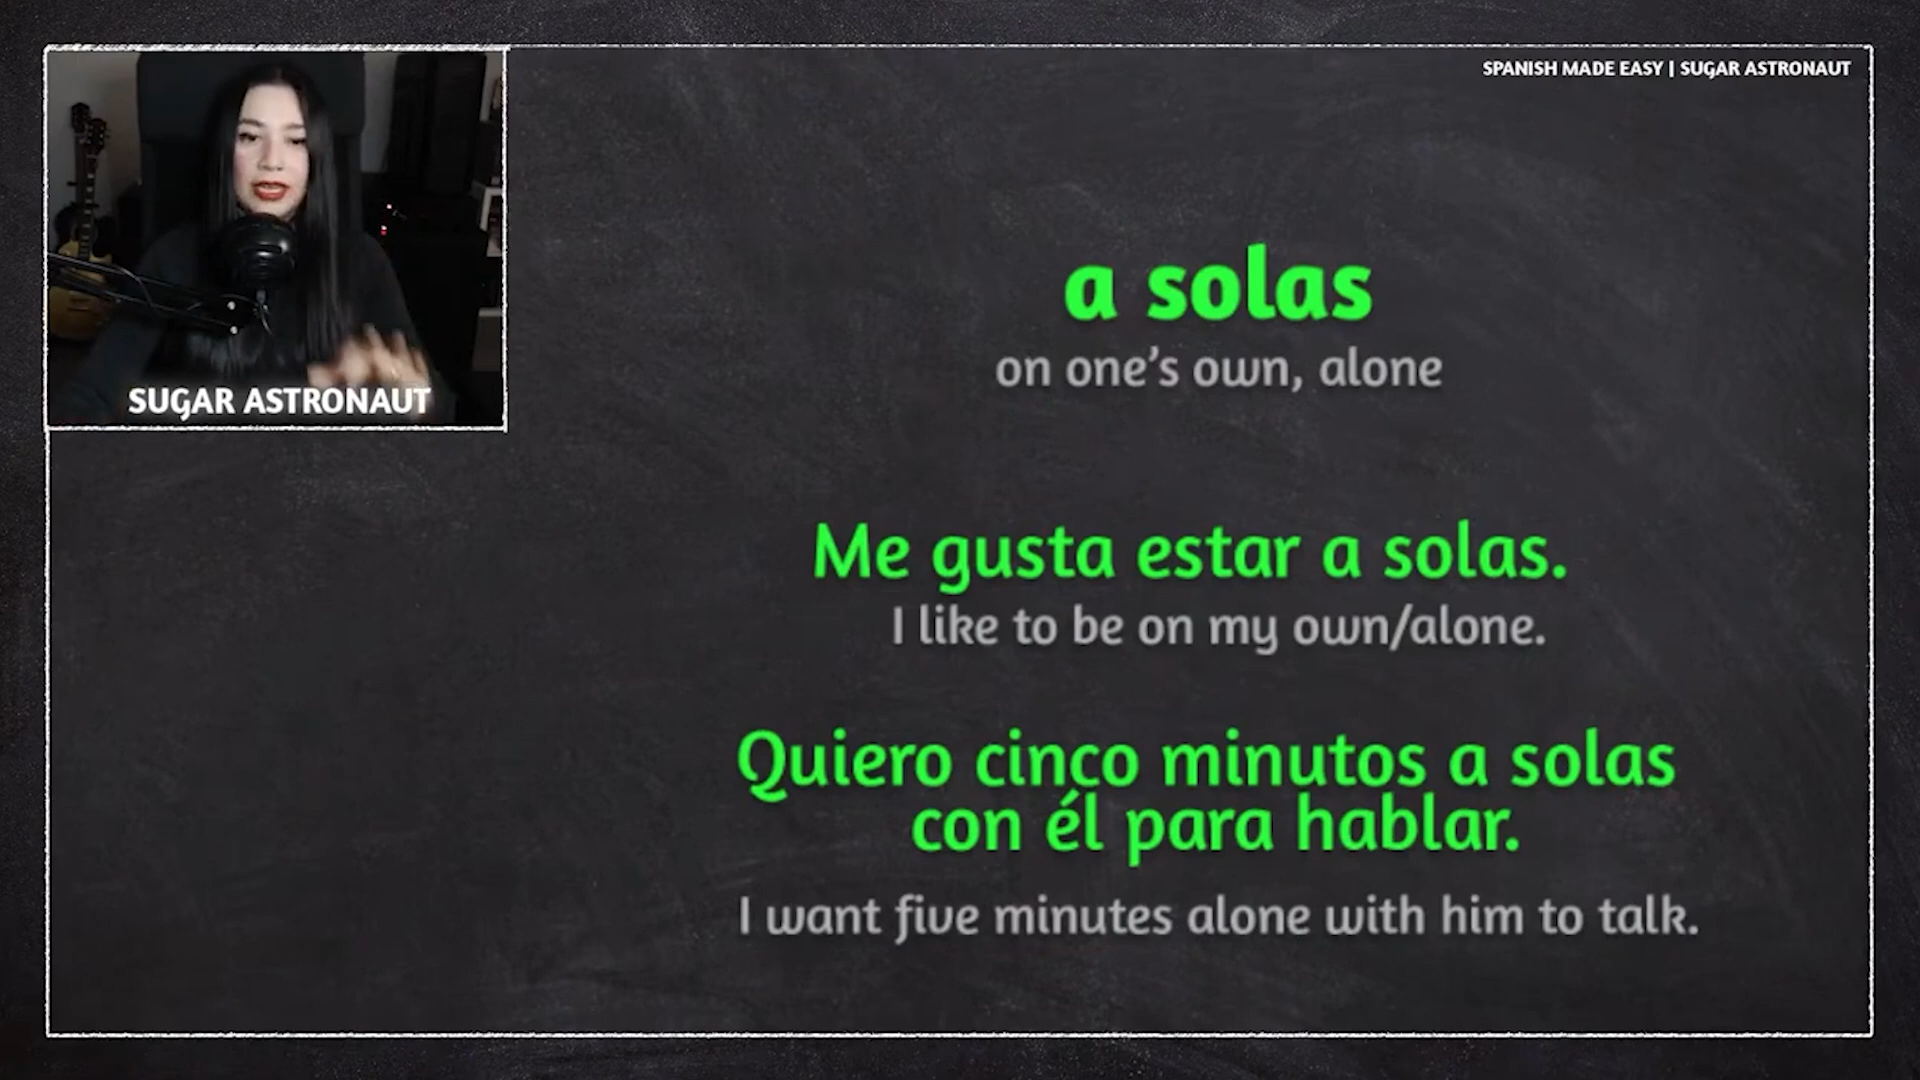 SPANISH MADE EASY | SUGAR ASTRONAUT
SUGAR ASTRONAUT
a solas
on one’s own, alone
Me gusta estar a solas.
I like to be on my own/alone.
Quiero cinco minutos a solas
con él para hablar.
I want five minutes alone with him to talk.